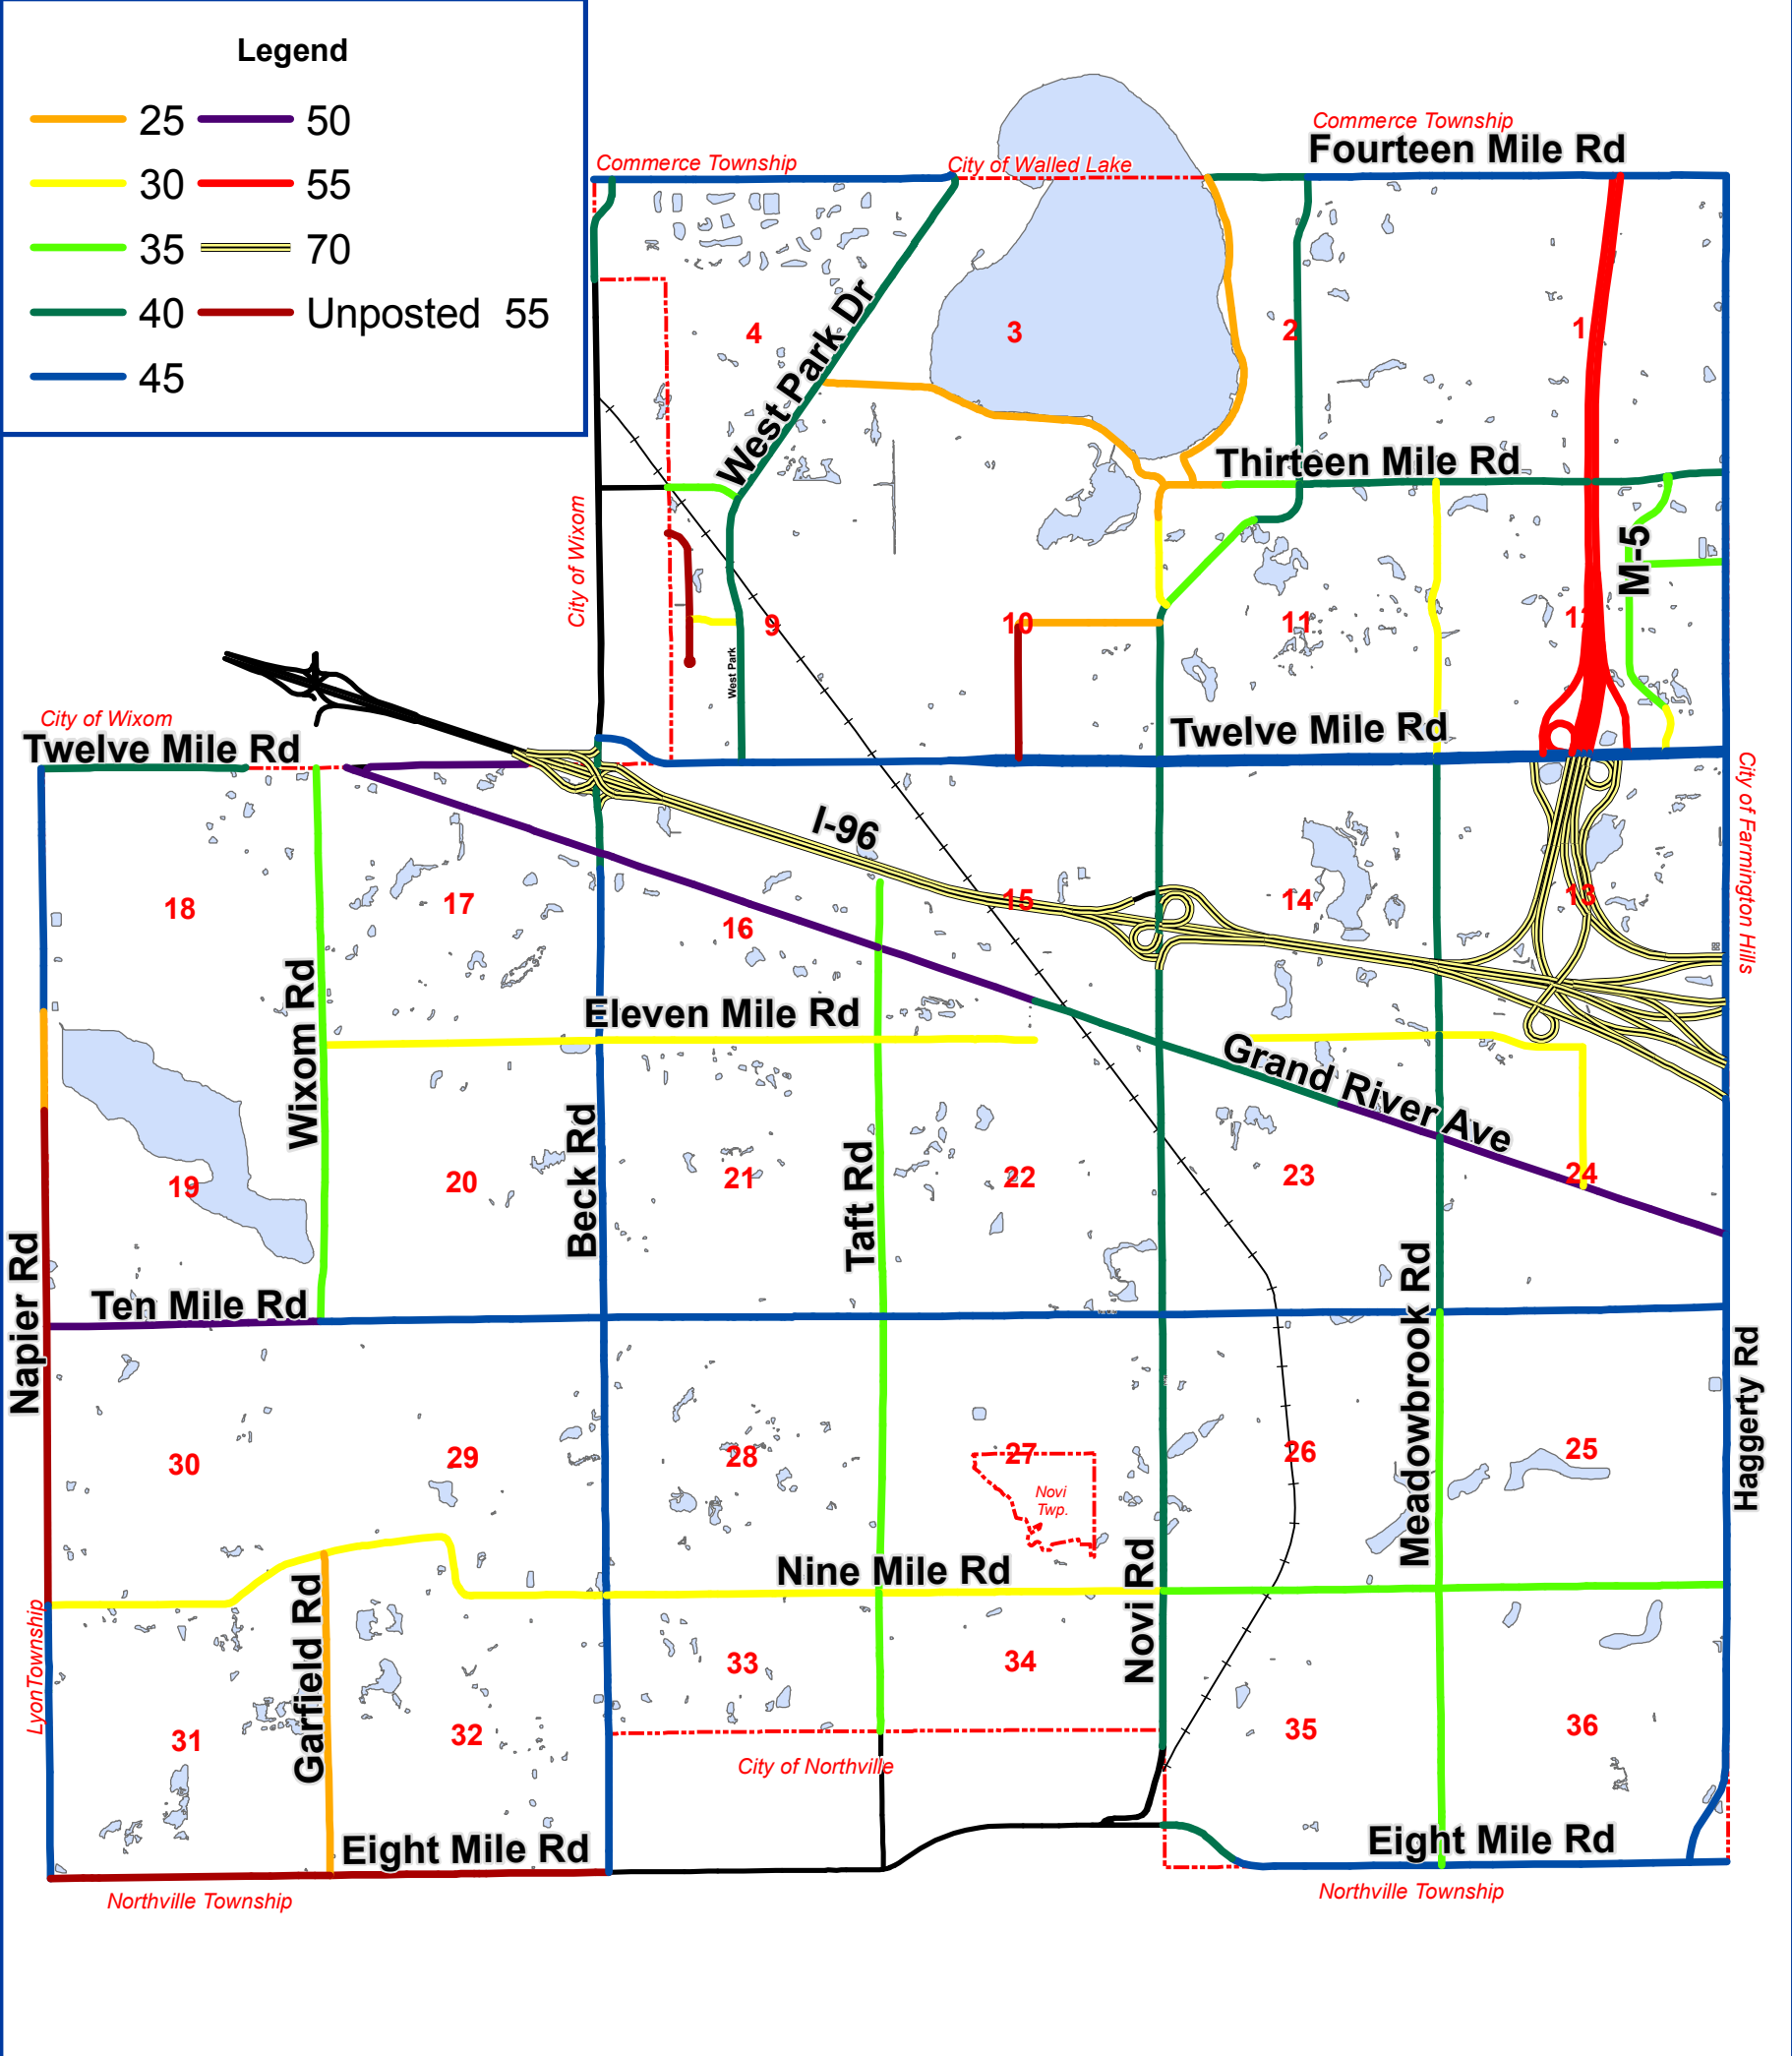 Legend
25 50
30 55
35 70
40 Unposted 55
45
Commerce Township
Fourteen Mile Rd
Commerce Township
City of Walled Lake
4
3
2
1
West Park Dr
Thirteen Mile Rd
City of Wixom
M-5
9
10
11
12
West Park
City of Wixom
Twelve Mile Rd
Twelve Mile Rd
City of Farmington Hills
I-96
18
17
16
15
14
13
Wixom Rd
Eleven Mile Rd
Grand River Ave
Beck Rd
Taft Rd
19
20
21
22
23
24
Napier Rd
Ten Mile Rd
Meadowbrook Rd
Haggerty Rd
30
29
28
27
26
25
Novi
Twp.
Nine Mile Rd
Novi Rd
Garfield Rd
LyonTownship
31
32
33
34
35
36
City of Northville
Eight Mile Rd
Eight Mile Rd
Northville Township
Northville Township